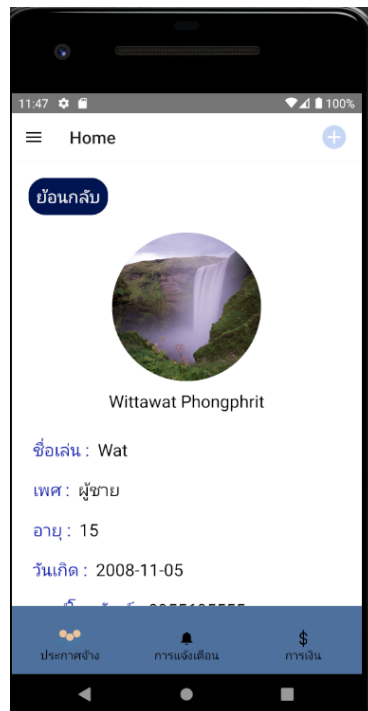 11:47 100%
Home
ย้อนกลับ
Wittawat Phongphrit
ชื่อเล่น : Wat
เพศ : ผู้ชาย
อายุ : 15
วันเกิด : 2008-11-05
ประกาศจ้าง การแจ้งเตือน การเงิน